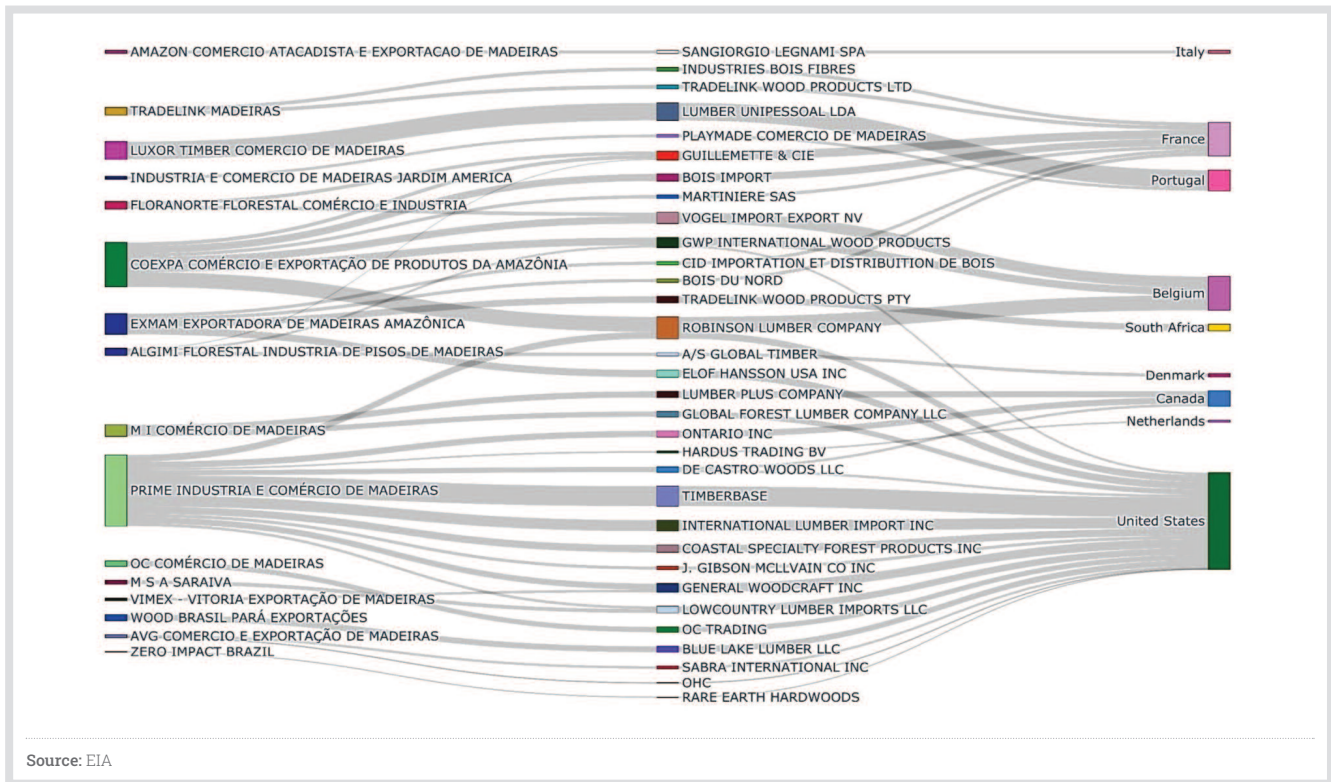 AMAZON COMERCIO ATACADISTA E EXPORTACAO DE MADEIRAS
TRADELINK MADEIRAS
LUXOR TIMBER COMERCIO DE MADEIRAS
INDUSTRIA E COMERCIO DE MADEIRAS JARDIM AMERICA
FLORANORTE FLORESTAL COMÉRCIO E INDUSTRIA
COEXPA COMÉRCIO E EXPORTAÇÃO DE PRODUTOS DA AMAZÔNIA
EXMAM EXPORTADORA DE MADEIRAS AMAZÔNICA
ALGIMI FLORESTAL INDUSTRIA DE PISOS DE MADEIRAS
M I COMÉRCIO DE MADEIRAS
PRIME INDUSTRIA E COMÉRCIO DE MADEIRAS
OC COMÉRCIO DE MADEIRAS
M S A SARAIVA
VIMEX - VITORIA EXPORTAÇÃO DE MADEIRAS
WOOD BRASIL PARÁ EXPORTAÇÕES
AVG COMERCIO E EXPORTAÇÃO DE MADEIRAS
ZERO IMPACT BRAZIL
SANGIORGIO LEGNAMI SPA
INDUSTRIES BOIS FIBRES
TRADELINK WOOD PRODUCTS LTD
LUMBER UNIPESSOAL LDA
PLAYMADE COMERCIO DE MADEIRAS
GUILLEMETTE & CIE
BOIS IMPORT
MARTINIERE SAS
VOGEL IMPORT EXPORT NV
GWP INTERNATIONAL WOOD PRODUCTS
CID IMPORTATION ET DISTRIBUITION DE BOIS
BOIS DU NORD
TRADELINK WOOD PRODUCTS PTY
ROBINSON LUMBER COMPANY
A/S GLOBAL TIMBER
ELOF HANSSON USA INC
LUMBER PLUS COMPANY
GLOBAL FOREST LUMBER COMPANY LLC
ONTARIO INC
HARDUS TRADING BV
DE CASTRO WOODS LLC
TIMBERBASE
INTERNATIONAL LUMBER IMPORT INC
COASTAL SPECIALTY FOREST PRODUCTS INC
J. GIBSON MCLLVAIN CO INC
GENERAL WOODCRAFT INC
LOWCOUNTRY LUMBER IMPORTS LLC
OC TRADING
BLUE LAKE LUMBER LLC
SABRA INTERNATIONAL INC
OHC
RARE EARTH HARDWOODS
Italy
France
Portugal
Belgium
South Africa
Denmark
Canada
Netherlands
United States
Source: EIA